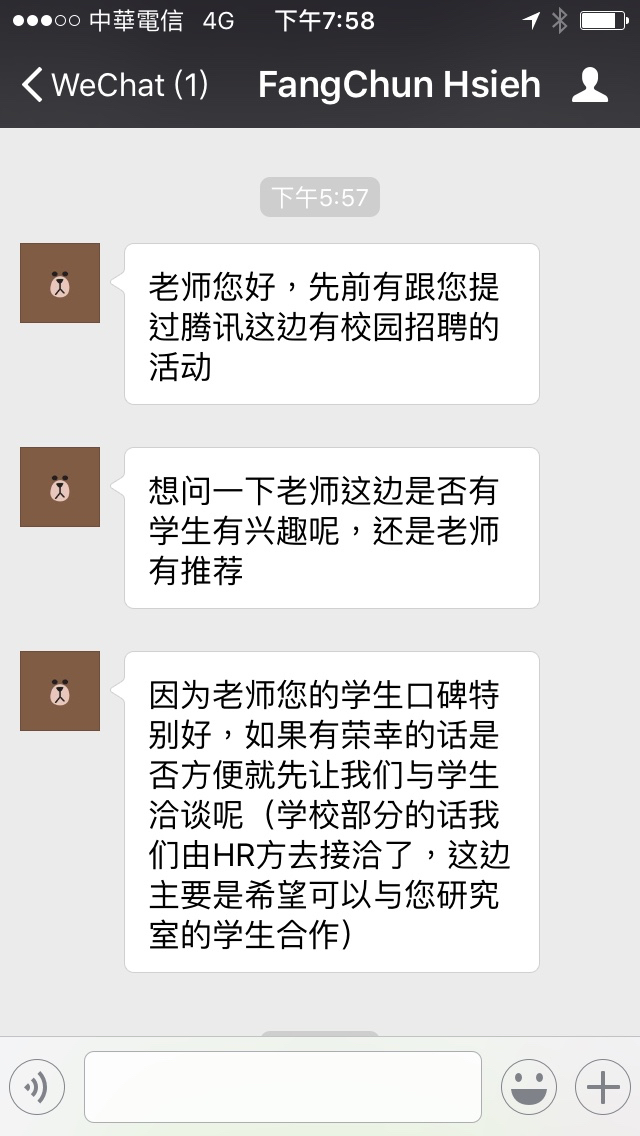 中華電信 4G 下午7:58
WeChat (1) FangChun Hsieh
下午5:57
老师您好，先前有跟您提
过腾讯这边有校园招聘的
活动
想问一下老师这边是否有
学生有兴趣呢，还是老师
有推荐
因为老师您的学生口碑特
别好，如果有荣幸的话是
否方便就先让我们与学生
洽谈呢（学校部分的话我
们由HR方去接洽了，这边
主要是希望可以与您研究
室的学生合作）